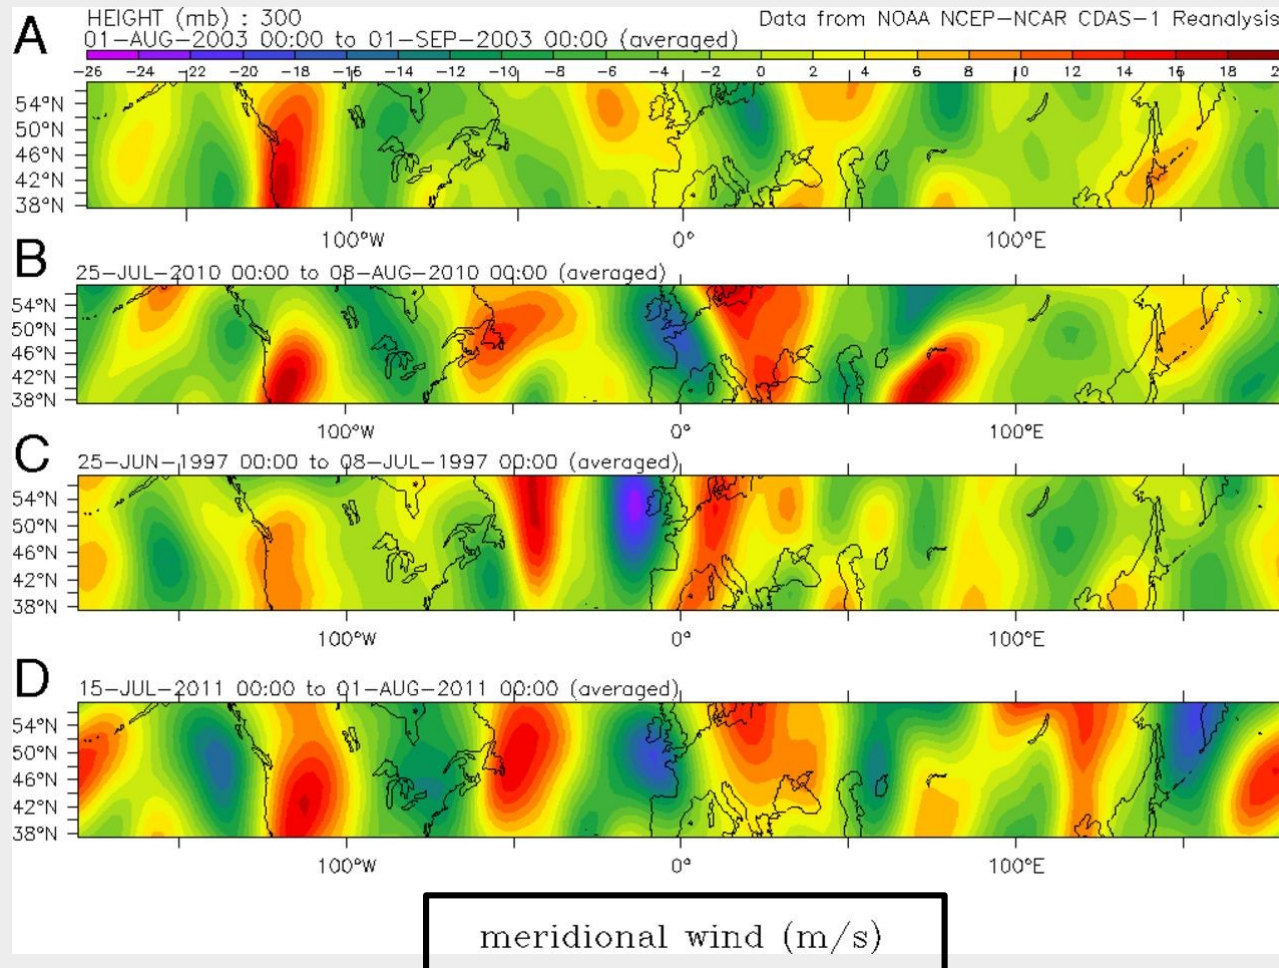 A
HEIGHT (mb) : 300
Data from NOAA NCEP-NCAR CDAS-1 Reanalysis
01-AUG-2003 00:00 to 01-SEP-2003 00:00 (averaged)
-26 -24 -22 -20 -18 -16 -14 -12 -10 -8 -6 -4 -2 0 2 4 6 8 10 12 14 16 18
54°N
50°N
46°N
42°N
38°N
100°W 0° 100°E
B
25-JUL-2010 00:00 to 08-AUG-2010 00:00 (averaged)
54°N
50°N
46°N
42°N
38°N
100°W 0° 100°E
C
25-JUN-1997 00:00 to 08-JUL-1997 00:00 (averaged)
54°N
50°N
46°N
42°N
38°N
100°W 0° 100°E
D
15-JUL-2011 00:00 to 01-AUG-2011 00:00 (averaged)
54°N
50°N
46°N
42°N
38°N
100°W 0° 100°E
meridional wind (m/s)